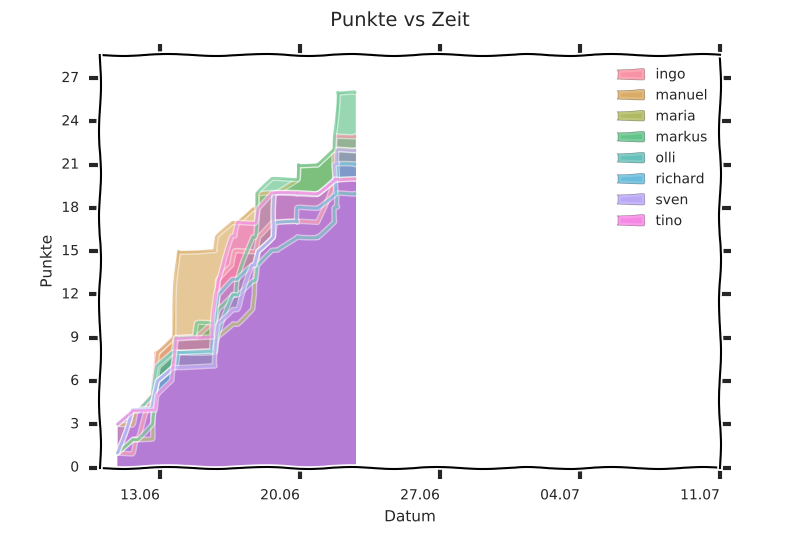 Punkte vs Zeit
27
24
21
18
15
12
9
6
3
0
Punkte
ingo
manuel
maria
markus
olli
richard
sven
tino
13.06 20.06 27.06 04.07 11.07
Datum